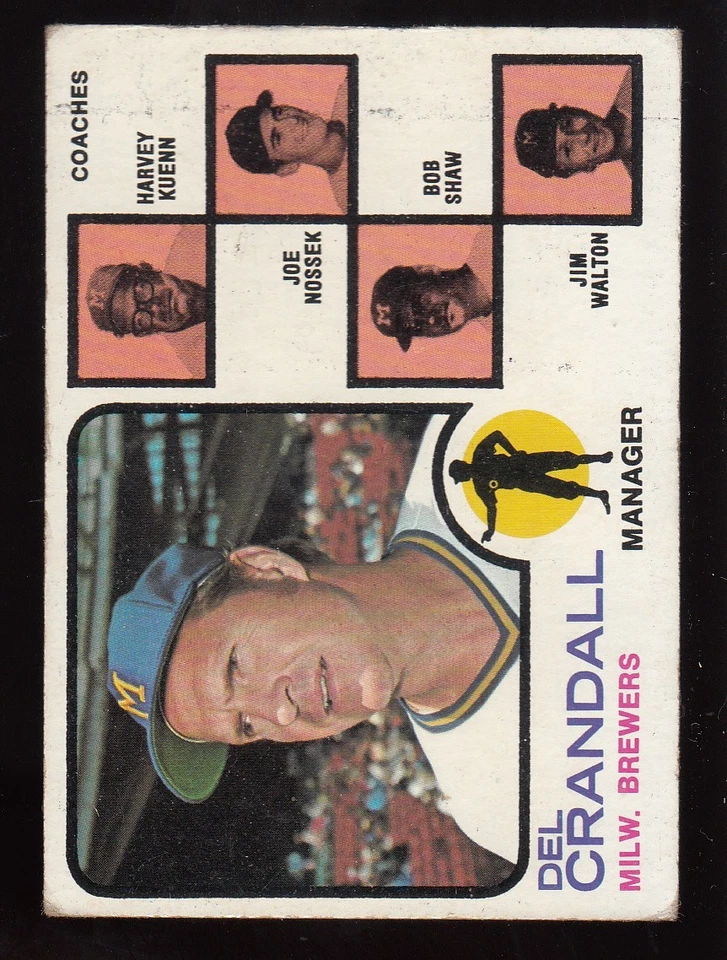 COACHES
HARVEY
KUENN
JOE
NOSSEK
BOB
SHAW
JIM
WALTON
M
M
M
M
DEL
CRANDALL
MILW. BREWERS
MANAGER